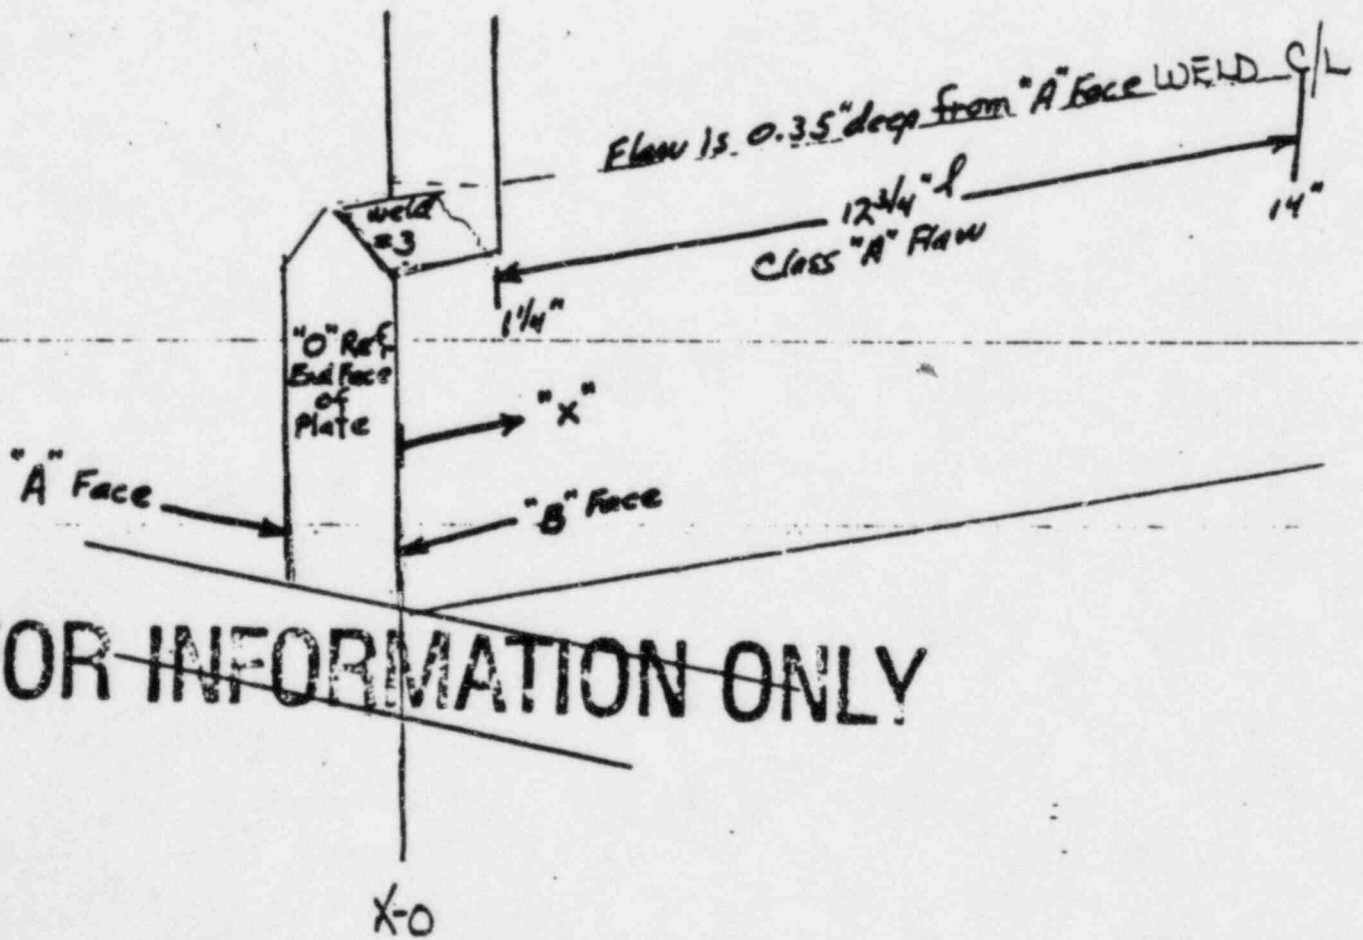 Flaw is 0.35" deep from "A" Face WELD C/L
12 3/4" l
14"
Class "A" Flaw
1 1/4"
weld
#3
"O" Ref.
End Face
of
Plate
"X"
"A" Face
"B" Face
OR INFORMATION ONLY
X-O